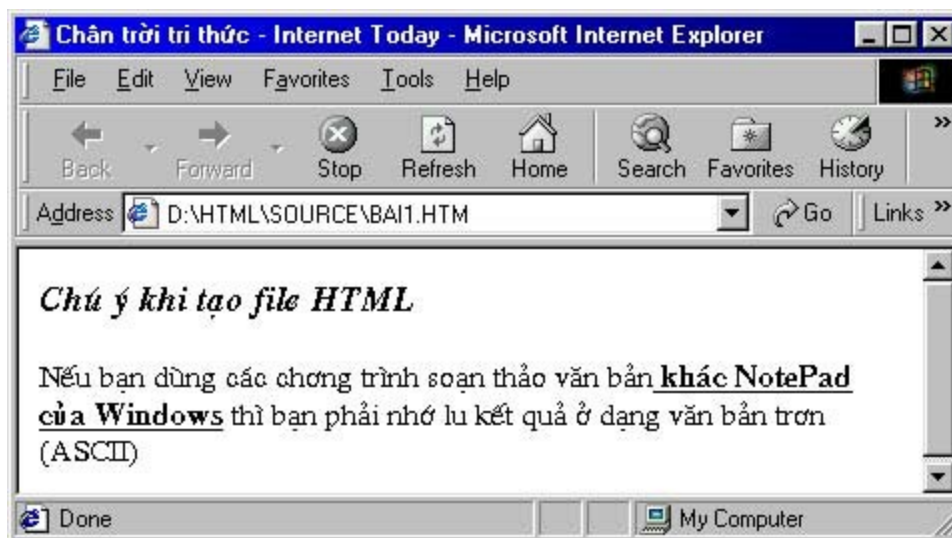 Chân trời tri thức - Internet Today - Microsoft Internet Explorer
File Edit View Favorites Tools Help
Back Forward Stop Refresh Home Search Favorites History »
Address D:\HTML\SOURCE\BAI1.HTM Go Links »
Chú ý khi tạo file HTML
Nếu bạn dùng các chơng trình soạn thảo văn bản khác NotePad
của Windows thì bạn phải nhớ lu kết quả ở dạng văn bản trơn
(ASCII)
Done My Computer